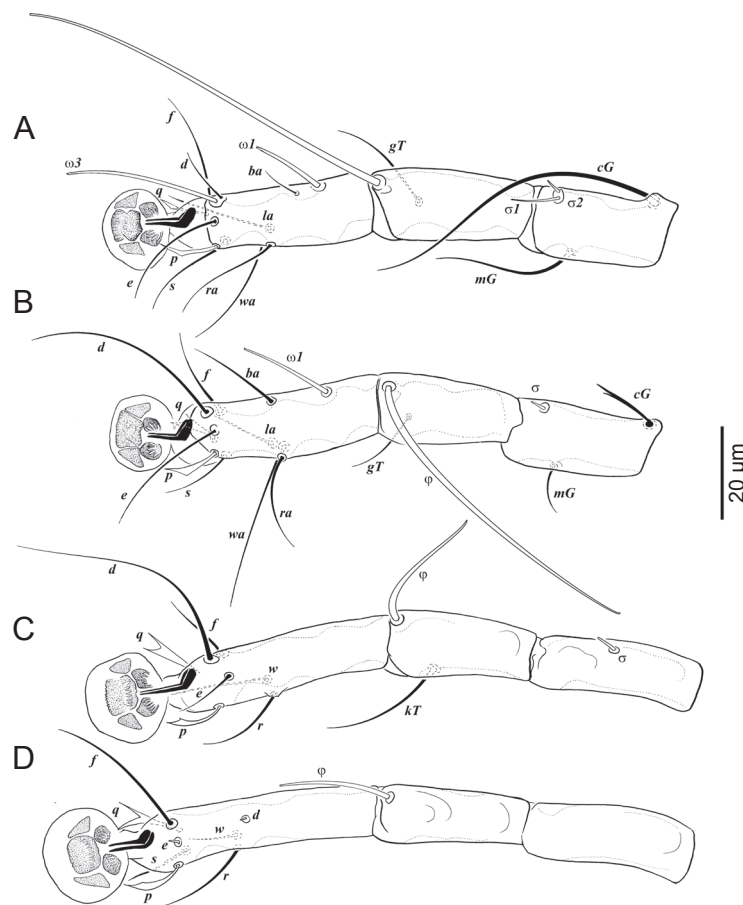 A
f
d
ω3
ω1
ba
gT
cG
q
la
σ1
σ2
e
p
s
ra
wa
mG
B
d
f
ba
ω1
σ
cG
q
la
e
p
s
gT
wa
ra
φ
mG
20 µm
C
d
f
q
φ
w
σ
e
p
r
kT
D
f
φ
q
w
d
e
s
p
r